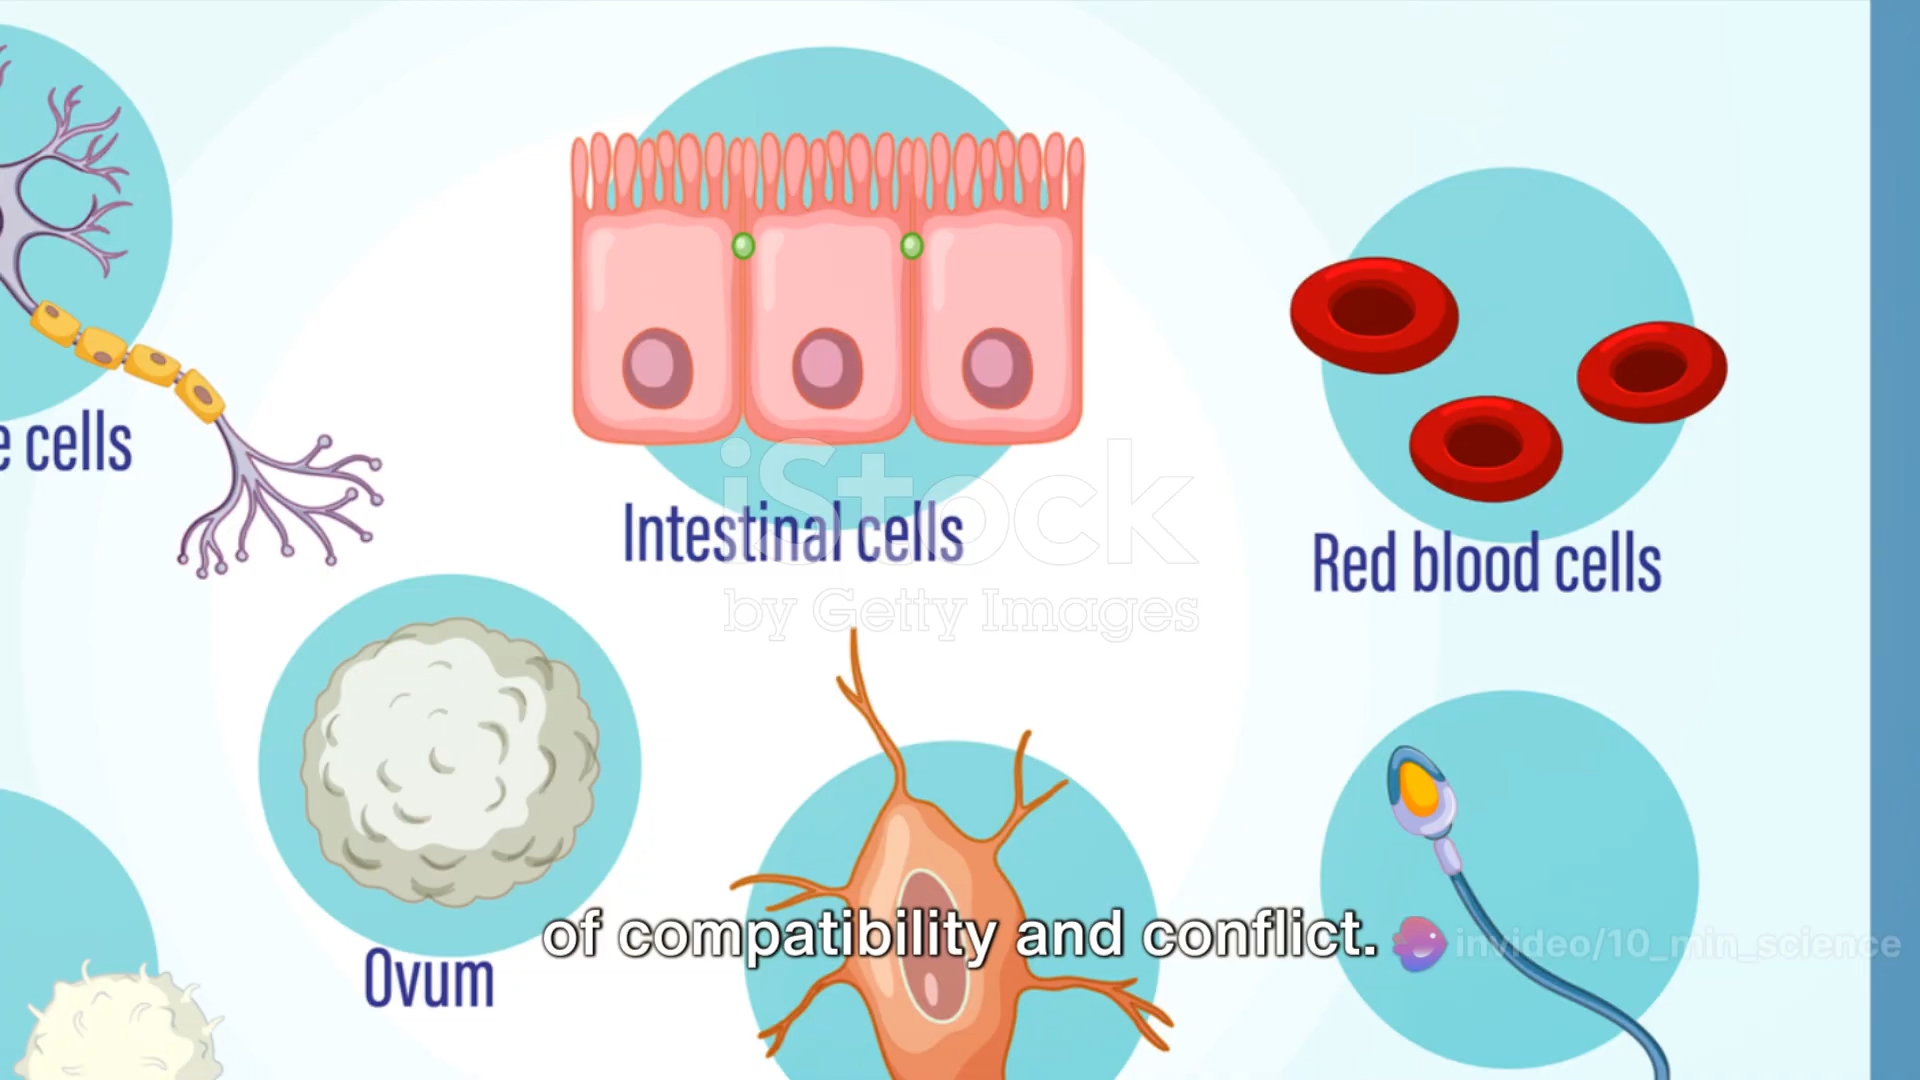 e cells
Intestinal cells
Red blood cells
iStock
by Getty Images
Ovum
of compatibility and conflict.
invideo/10_min_science